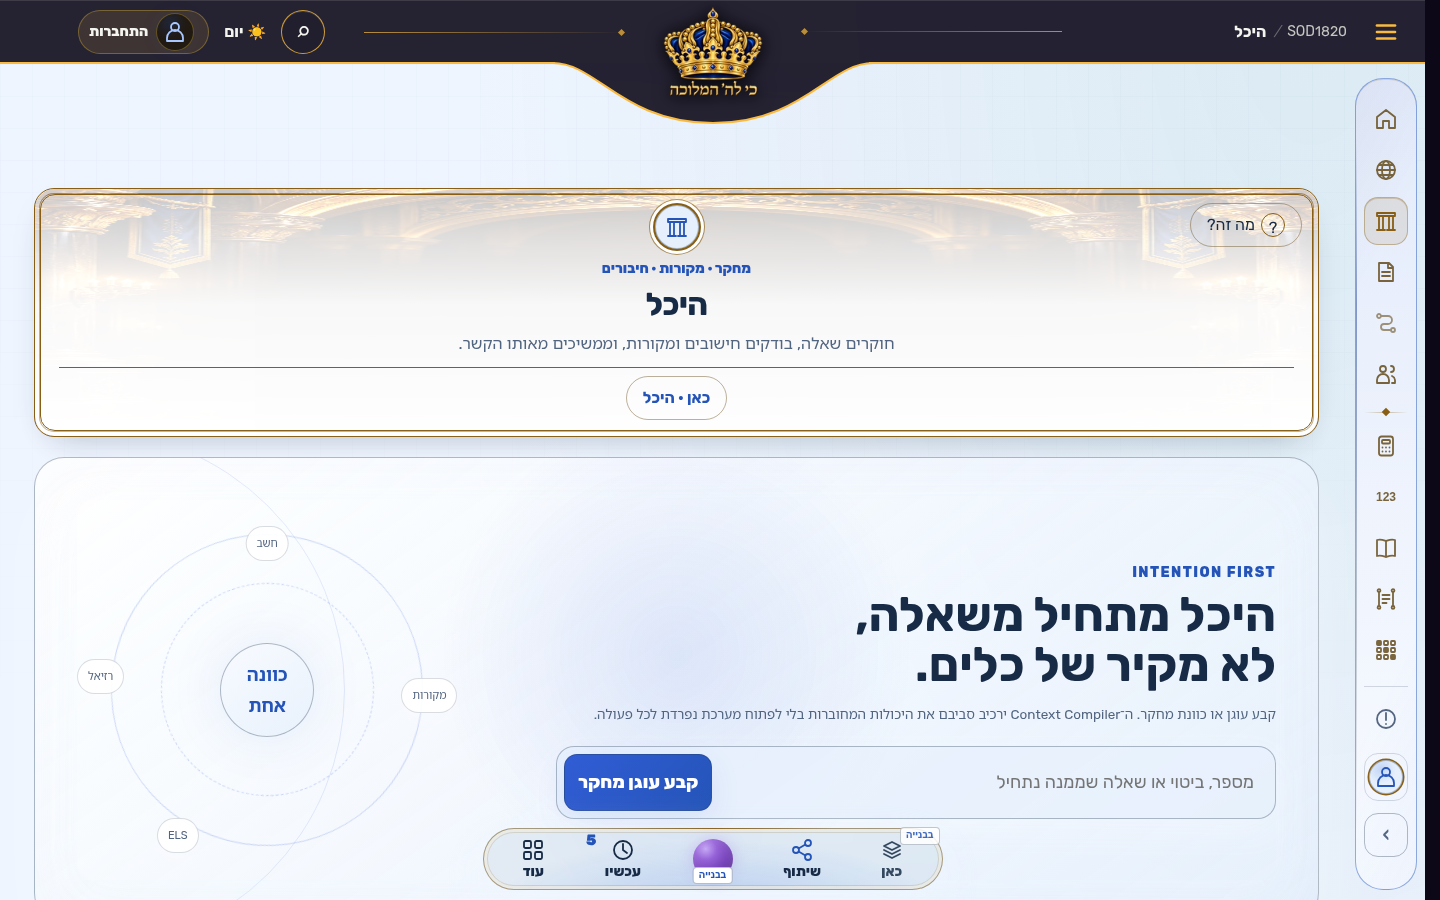 SOD1820 / היכל
יום
התחברות
כי לה' המלוכה
? מה זה?
מחקר • מקורות • חיבורים
היכל
חוקרים שאלה, בודקים חישובים ומקורות, וממשיכים מאותו הקשר.
כאן • היכל
123
INTENTION FIRST
היכל מתחיל משאלה,
לא מקיר של כלים.
קבע עוגן או כוונת מחקר. ה־Context Compiler ירכיב סביבם את היכולות המחוברות בלי לפתוח מערכת נפרדת לכל פעולה.
מספר, ביטוי או שאלה שממנה נתחיל
קבע עוגן מחקר
חשב
מקורות
כוונה
אחת
רזיאל
ELS
בבנייה
כאן
שיתוף
בבנייה
5
עכשיו
עוד